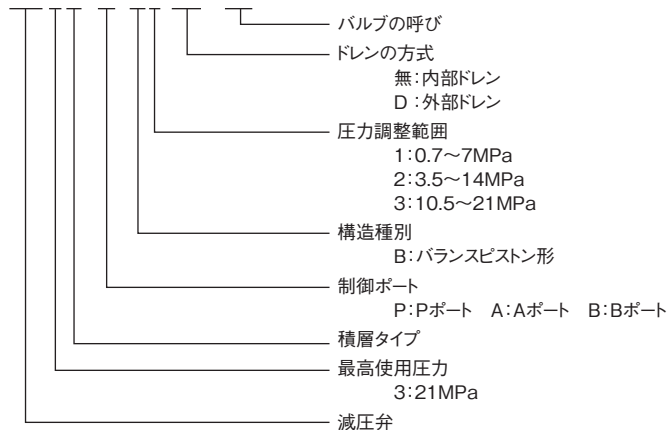 バルブの呼び
ドレンの方式
無:内部ドレン
D :外部ドレン
圧力調整範囲
1:0.7〜7MPa
2:3.5〜14MPa
3:10.5〜21MPa
構造種別
B:バランスピストン形
制御ポート
P:Pポート A:Aポート B:Bポート
積層タイプ
最高使用圧力
3:21MPa
減圧弁